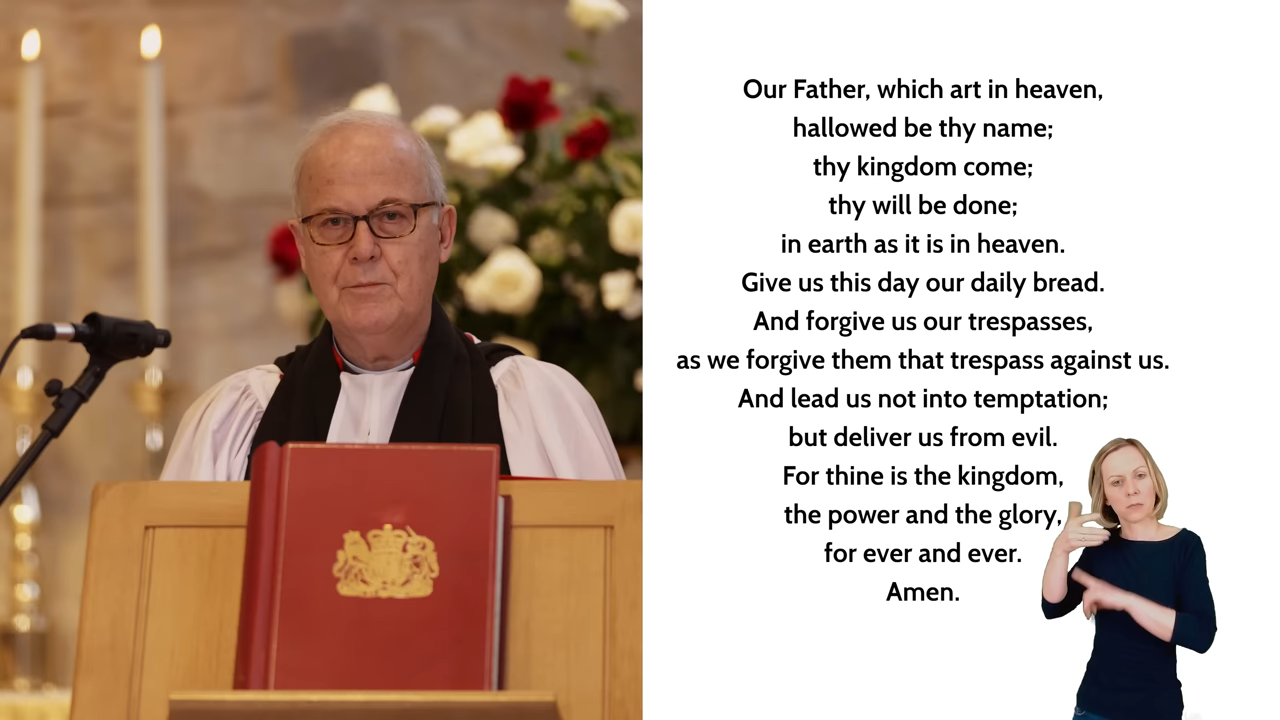 Our Father, which art in heaven,
hallowed be thy name;
thy kingdom come;
thy will be done;
in earth as it is in heaven.
Give us this day our daily bread.
And forgive us our trespasses,
as we forgive them that trespass against us.
And lead us not into temptation;
but deliver us from evil.
For thine is the kingdom,
the power and the glory,
for ever and ever.
Amen.